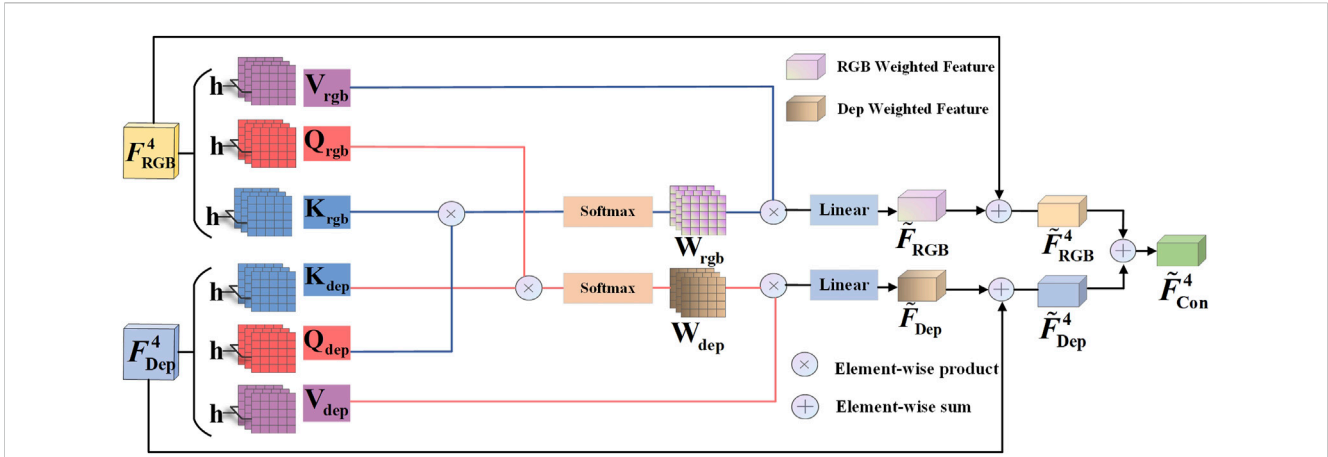 h V_rgb
RGB Weighted Feature
h Q_rgb
Dep Weighted Feature
F^4_RGB
h K_rgb
Softmax
W_rgb
Linear
F̃_RGB
F̃^4_RGB
h K_dep
Softmax
W_dep
Linear
F̃_Dep
F̃^4_Dep
F̃^4_Con
F^4_Dep
h Q_dep
Element-wise product
h V_dep
Element-wise sum